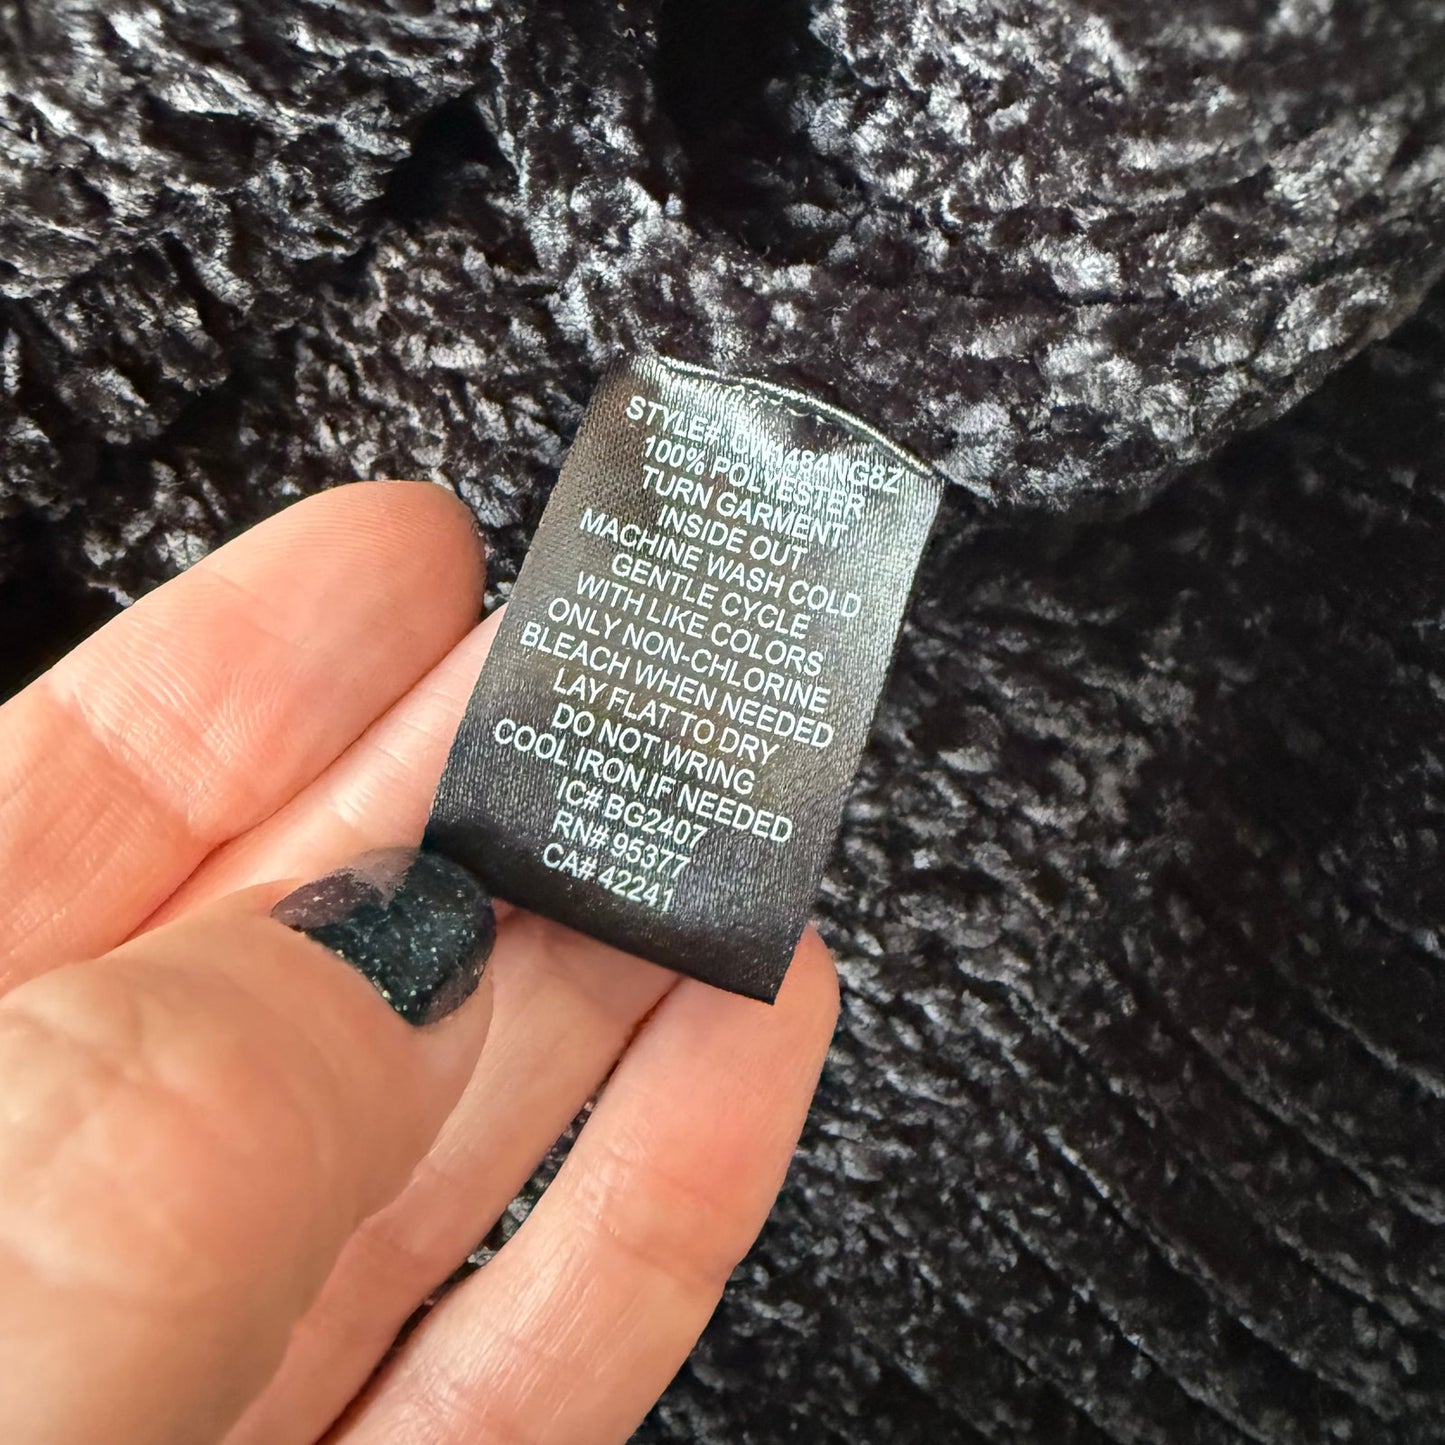 STYLE#:
100% POLYESTER
TURN GARMENT
INSIDE OUT
MACHINE WASH COLD
GENTLE CYCLE
WITH LIKE COLORS
ONLY NON-CHLORINE
BLEACH WHEN NEEDED
LAY FLAT TO DRY
DO NOT WRING
COOL IRON IF NEEDED
IC# BG2407
RN# 95377
CA# 42241